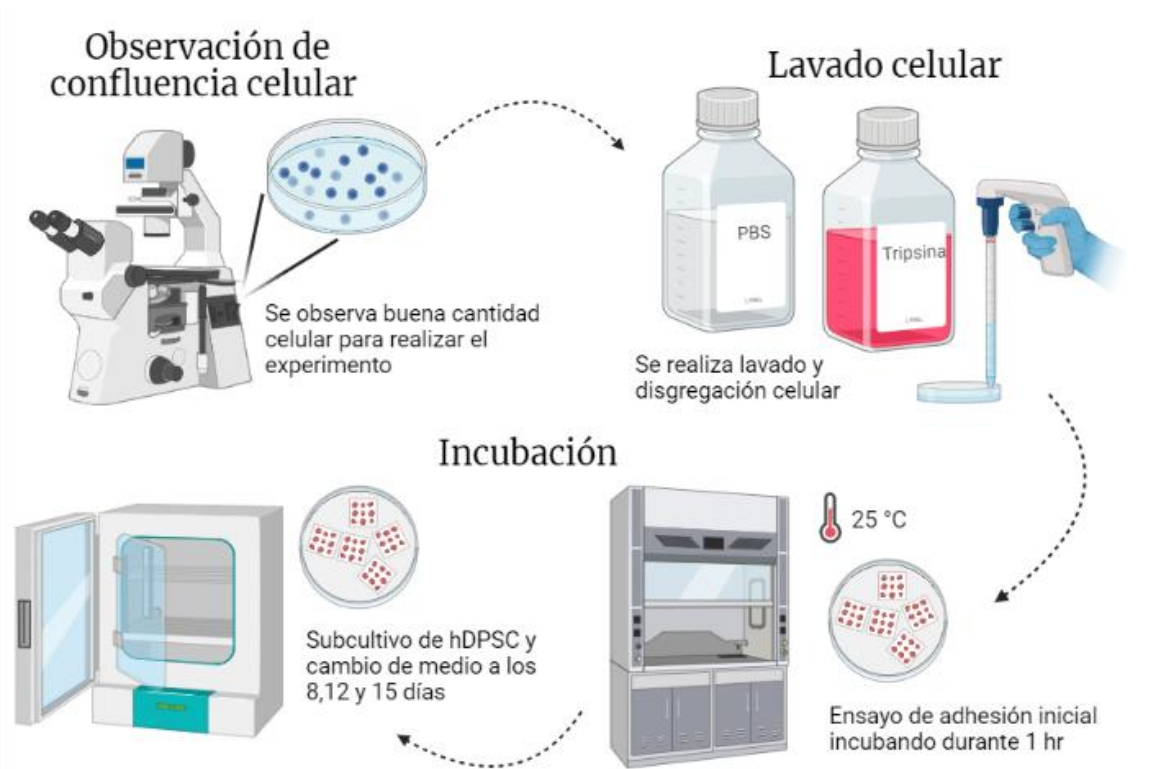 Observación de
confluencia celular
Se observa buena cantidad
celular para realizar el
experimento
Lavado celular
PBS
Tripsina
Se realiza lavado y
disgregación celular
Incubación
25 °C
Ensayo de adhesión inicial
incubando durante 1 hr
Subcultivo de hDPSC y
cambio de medio a los
8,12 y 15 días